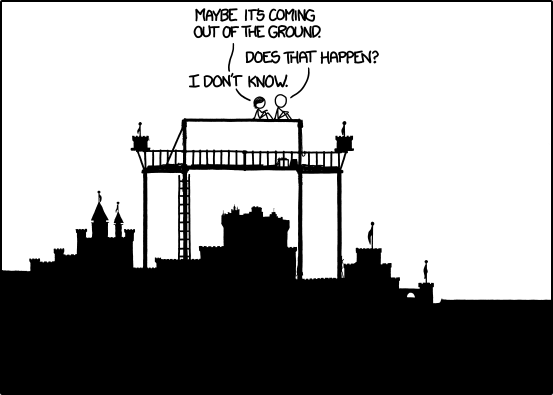 MAYBE IT'S COMING
OUT OF THE GROUND.
DOES THAT HAPPEN?
I DON'T KNOW.